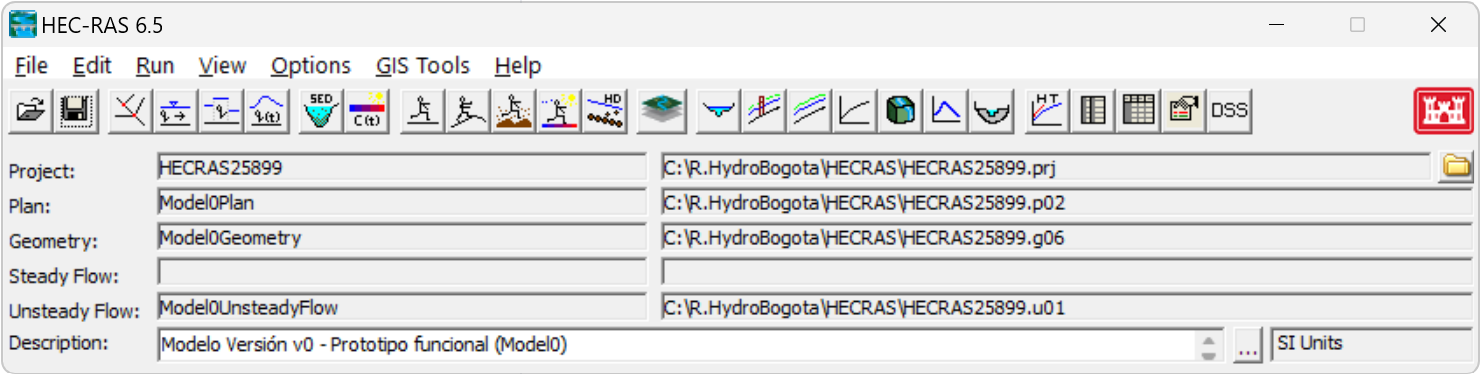 HEC-RAS 6.5
File Edit Run View Options GIS Tools Help
SED C(t) HD HT DSS
Project: HECRAS25899 C:\R.HydroBogota\HECRAS\HECRAS25899.prj
Plan: Model0Plan C:\R.HydroBogota\HECRAS\HECRAS25899.p02
Geometry: Model0Geometry C:\R.HydroBogota\HECRAS\HECRAS25899.g06
Steady Flow:
Unsteady Flow: Model0UnsteadyFlow C:\R.HydroBogota\HECRAS\HECRAS25899.u01
Description: Modelo Versión v0 - Prototipo funcional (Model0) ... SI Units